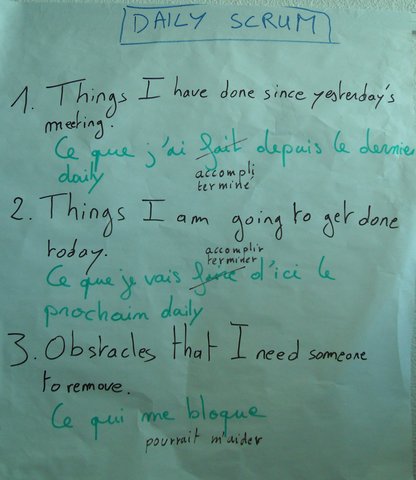 DAILY SCRUM
1. Things I have done since yesterday's
meeting.
Ce que j'ai fait depuis le dernier
daily
accompli
terminé
2. Things I am going to get done
today.
accomplir
terminer
Ce que je vais faire d'ici le
prochain daily
3. Obstacles that I need someone
to remove.
Ce qui me bloque
pourrait m'aider